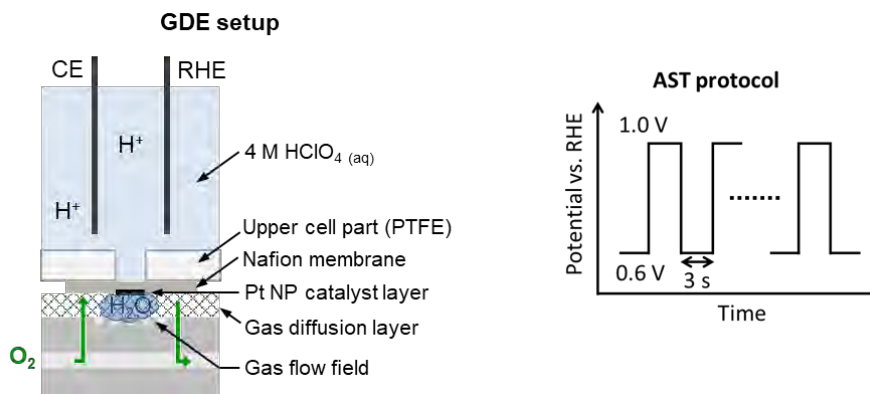 GDE setup
CE
RHE
H+
H+
4 M HClO4 (aq)
Upper cell part (PTFE)
Nafion membrane
Pt NP catalyst layer
H2O
Gas diffusion layer
O2
Gas flow field
AST protocol
Potential vs. RHE
1.0 V
0.6 V
3 s
Time